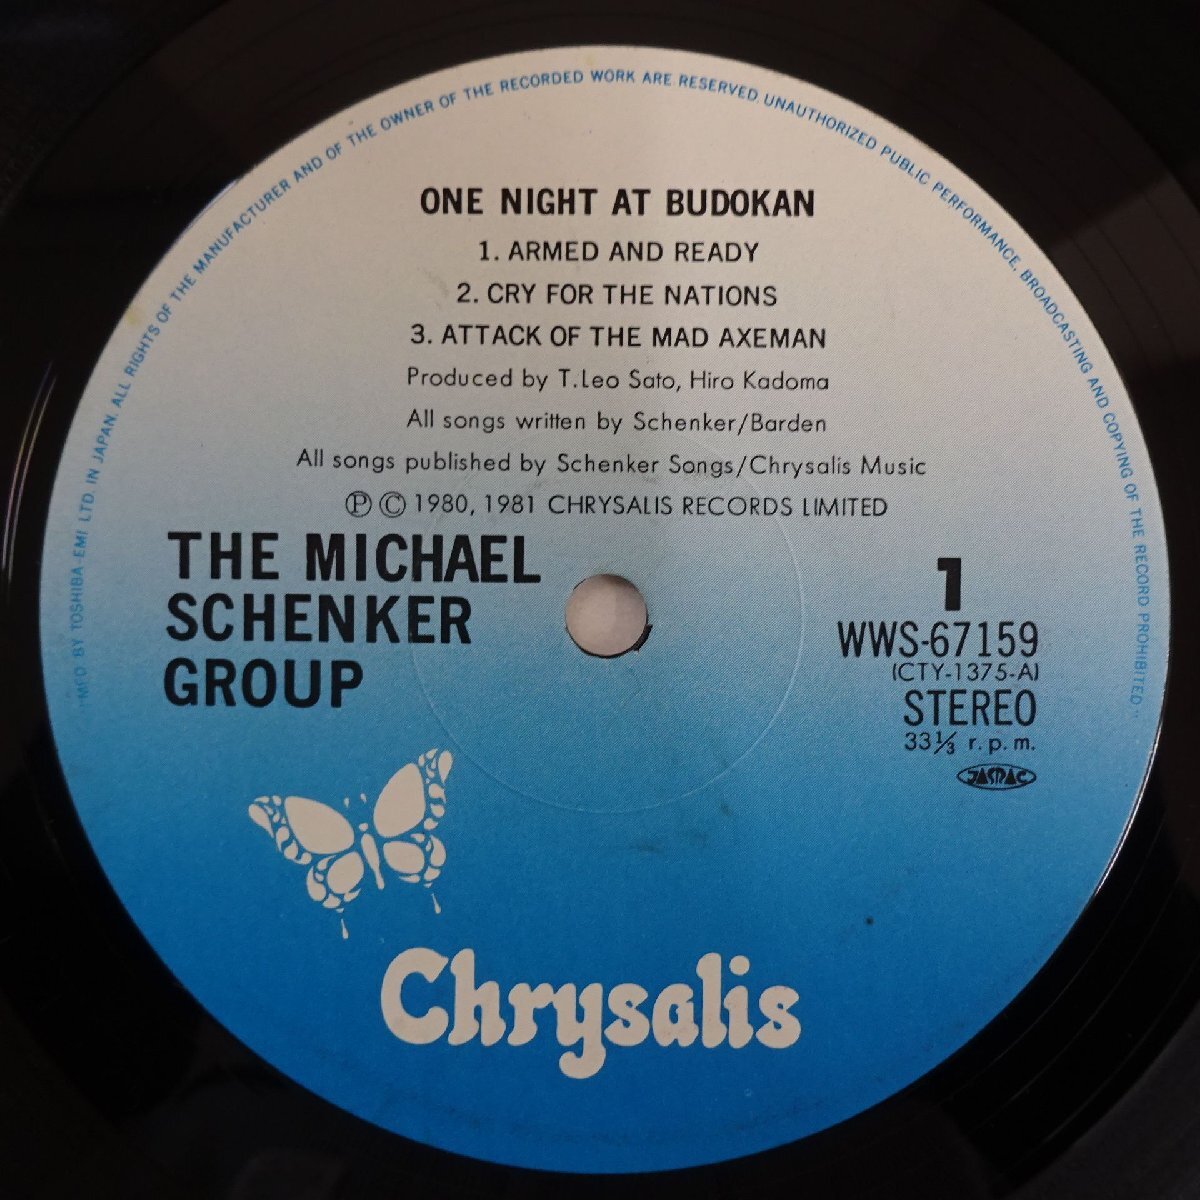 "MFD BY TOSHIBA-EMI LTD. IN JAPAN. ALL RIGHTS OF THE MANUFACTURER AND OF THE OWNER OF THE RECORDED WORK ARE RESERVED. UNAUTHORIZED PUBLIC PERFORMANCE, BROADCASTING AND COPYING OF THE RECORD PROHIBITED."
ONE NIGHT AT BUDOKAN
1. ARMED AND READY
2. CRY FOR THE NATIONS
3. ATTACK OF THE MAD AXEMAN
Produced by T.Leo Sato, Hiro Kadoma
All songs written by Schenker/Barden
All songs published by Schenker Songs/Chrysalis Music
Ⓟ © 1980, 1981 CHRYSALIS RECORDS LIMITED
THE MICHAEL
SCHENKER
GROUP
1
WWS-67159
(CTY-1375-A)
STEREO
33⅓ r.p.m.
JASRAC
Chrysalis